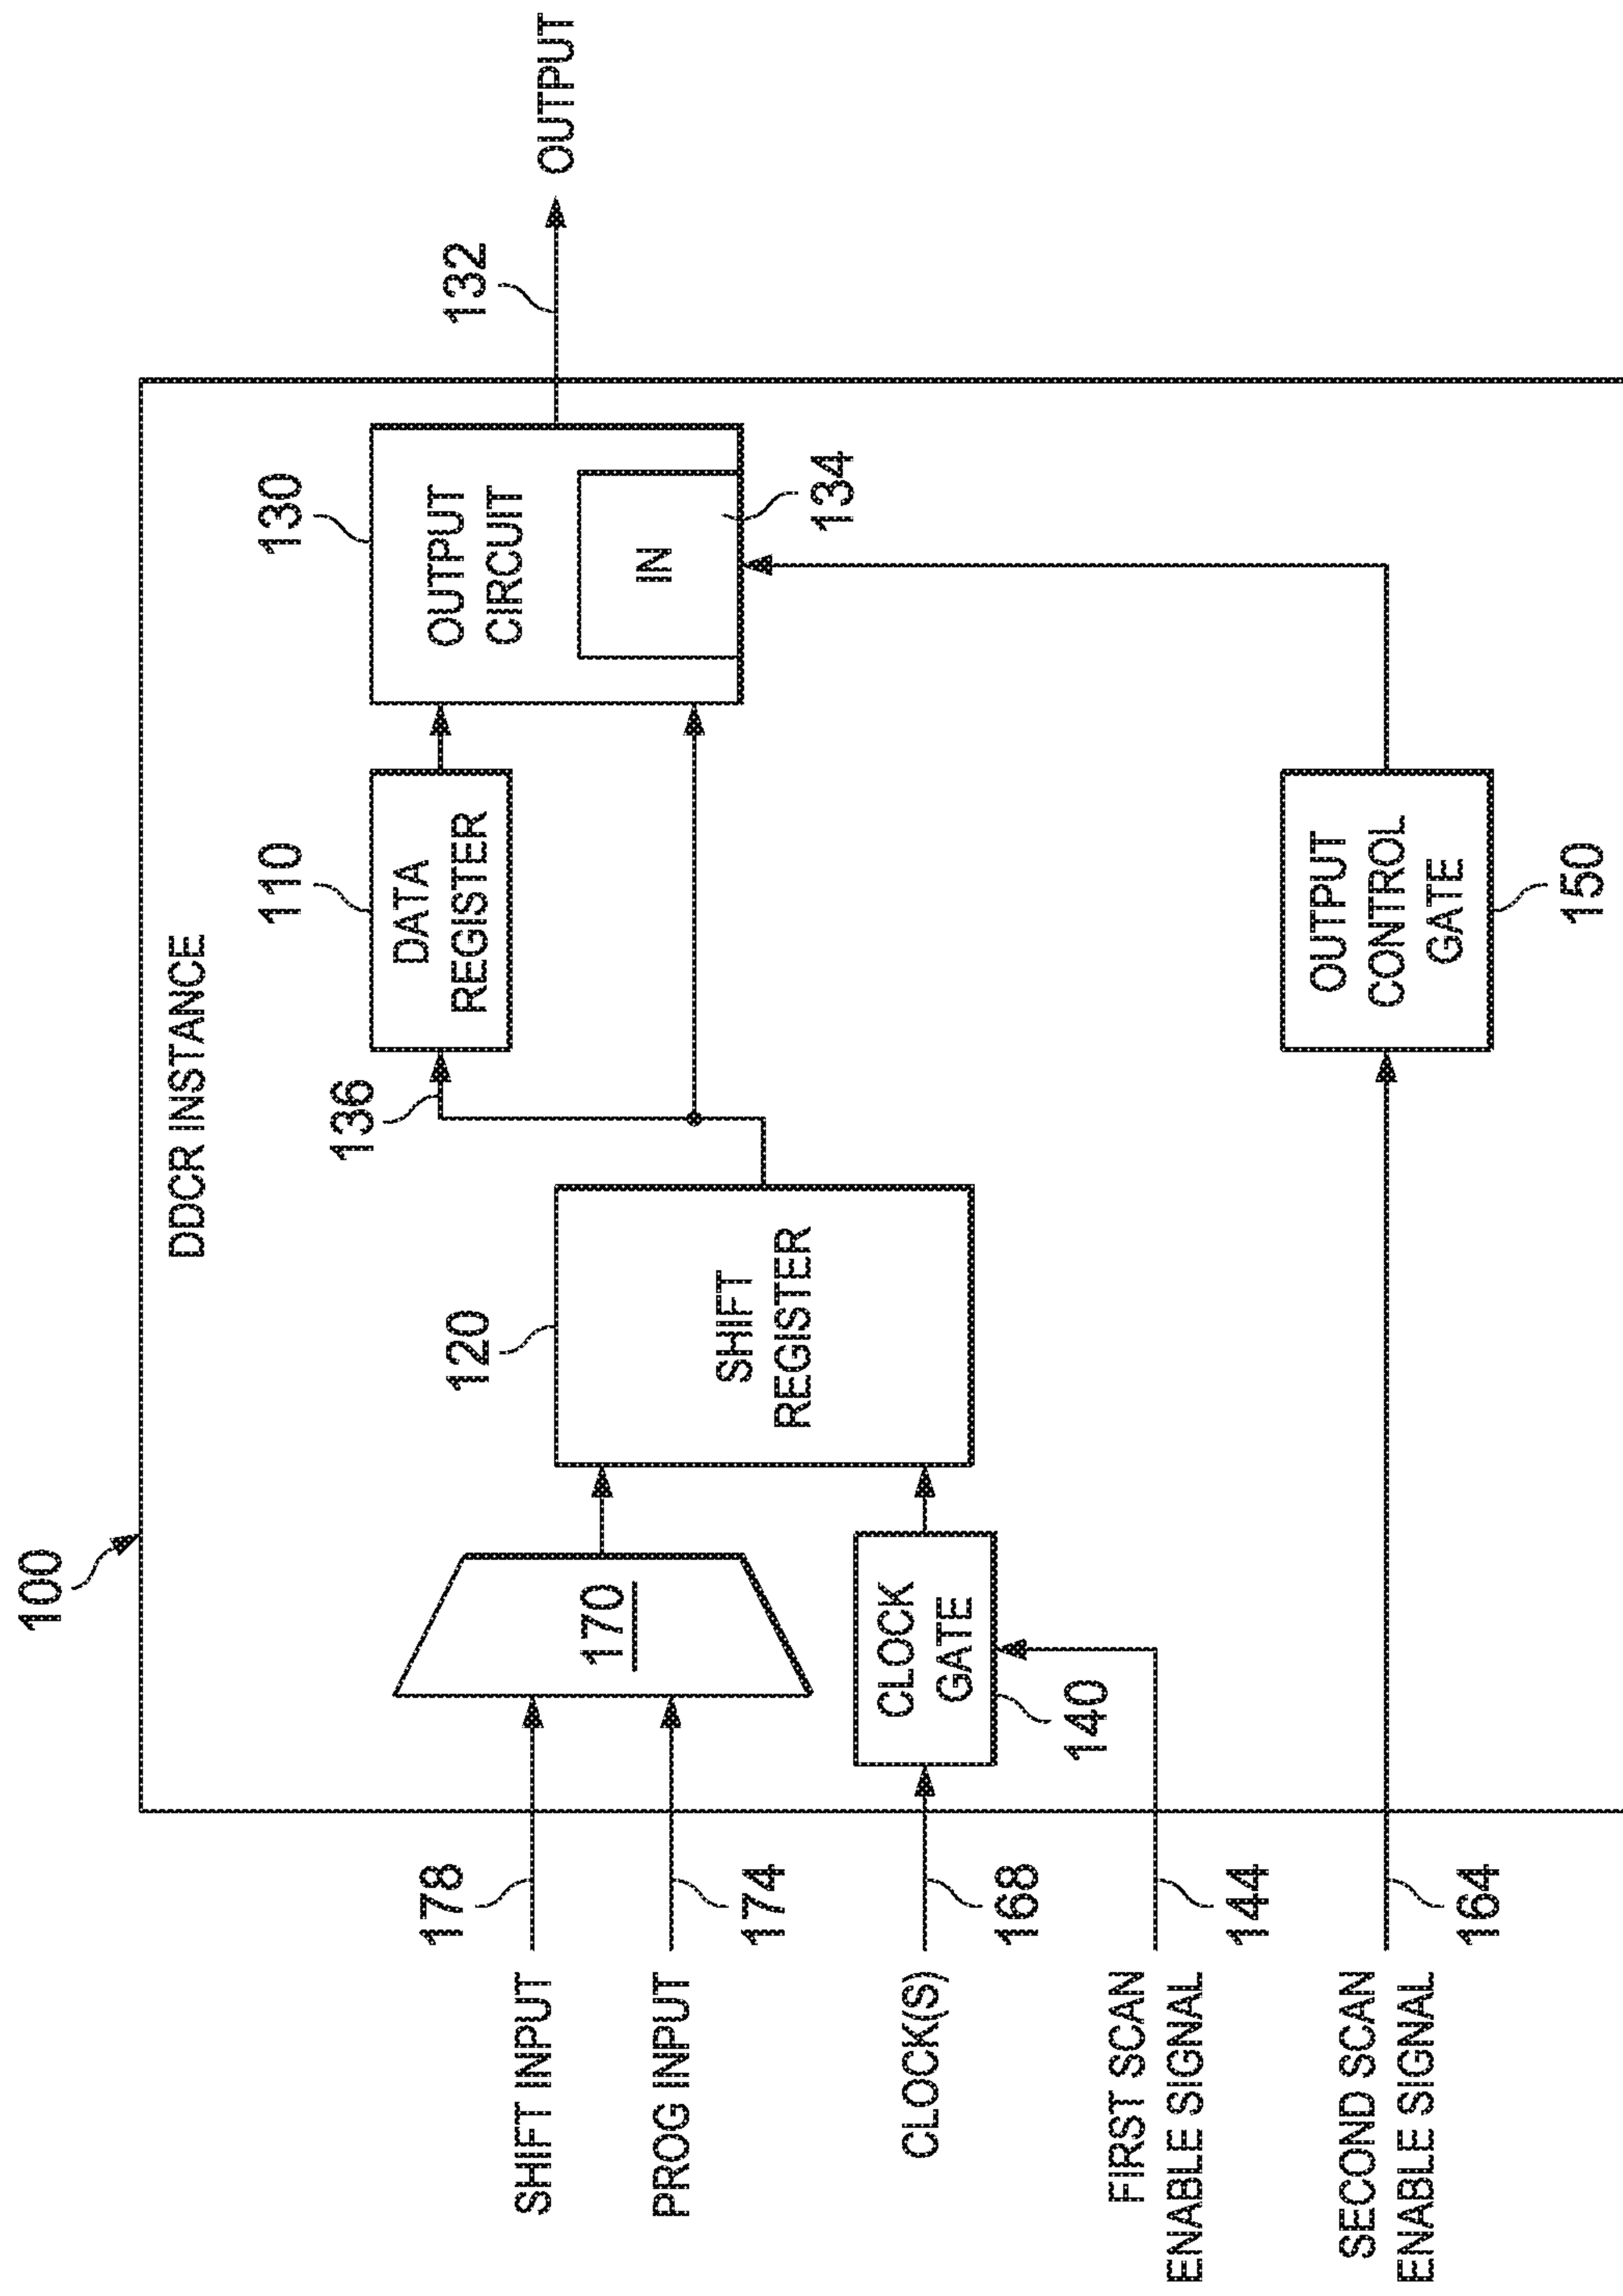 100
DDCR INSTANCE
SHIFT INPUT
178
PROG INPUT
174
170
CLOCK(S)
168
CLOCK
GATE
140
FIRST SCAN
ENABLE SIGNAL
144
SECOND SCAN
ENABLE SIGNAL
164
120
SHIFT
REGISTER
136
110
DATA
REGISTER
130
OUTPUT
CIRCUIT
IN
134
132
OUTPUT
OUTPUT
CONTROL
GATE
150